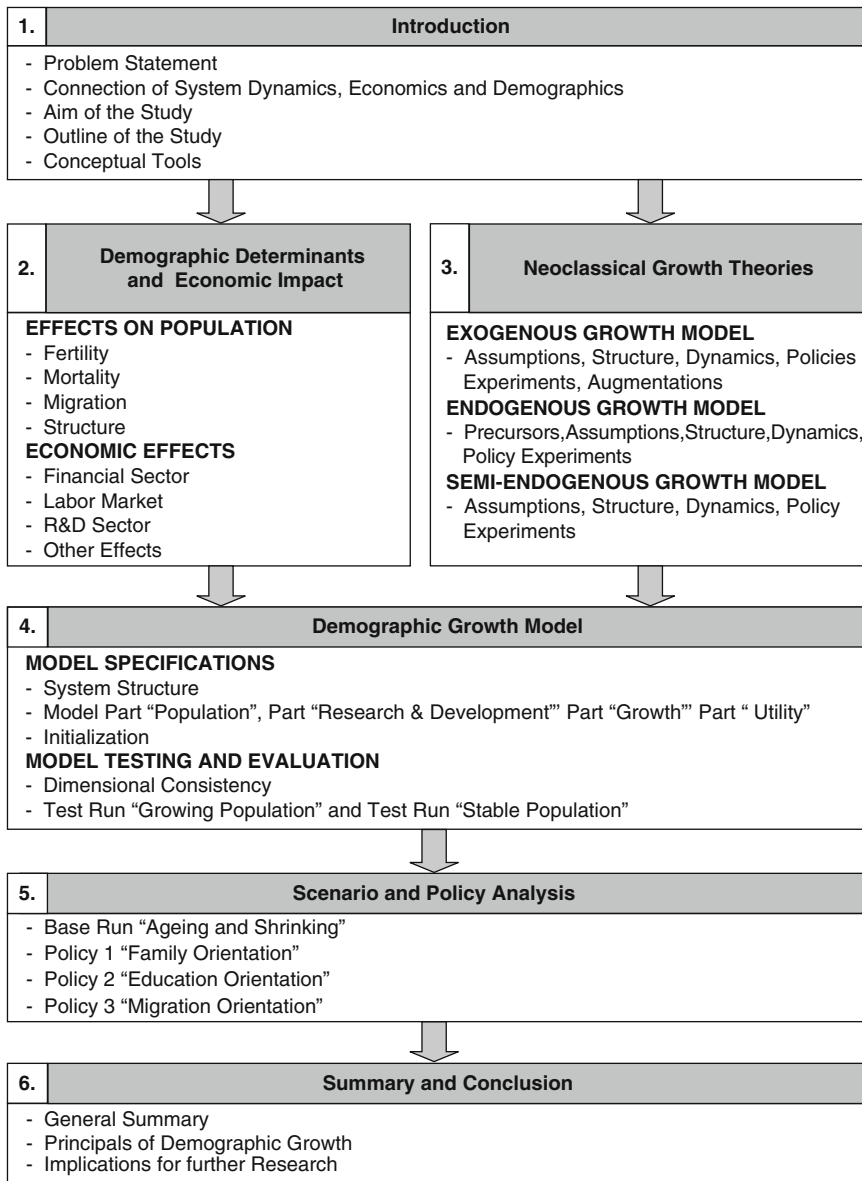 1. Introduction
- Problem Statement
- Connection of System Dynamics, Economics and Demographics
- Aim of the Study
- Outline of the Study
- Conceptual Tools
2. Demographic Determinants
and Economic Impact
EFFECTS ON POPULATION
- Fertility
- Mortality
- Migration
- Structure
ECONOMIC EFFECTS
- Financial Sector
- Labor Market
- R&D Sector
- Other Effects
3. Neoclassical Growth Theories
EXOGENOUS GROWTH MODEL
- Assumptions, Structure, Dynamics, Policies
Experiments, Augmentations
ENDOGENOUS GROWTH MODEL
- Precursors,Assumptions,Structure,Dynamics,
Policy Experiments
SEMI-ENDOGENOUS GROWTH MODEL
- Assumptions, Structure, Dynamics, Policy
Experiments
4. Demographic Growth Model
MODEL SPECIFICATIONS
- System Structure
- Model Part “Population”, Part “Research & Development”’ Part “Growth”’ Part “ Utility”
- Initialization
MODEL TESTING AND EVALUATION
- Dimensional Consistency
- Test Run “Growing Population” and Test Run “Stable Population”
5. Scenario and Policy Analysis
- Base Run “Ageing and Shrinking”
- Policy 1 “Family Orientation”
- Policy 2 “Education Orientation”
- Policy 3 “Migration Orientation”
6. Summary and Conclusion
- General Summary
- Principals of Demographic Growth
- Implications for further Research